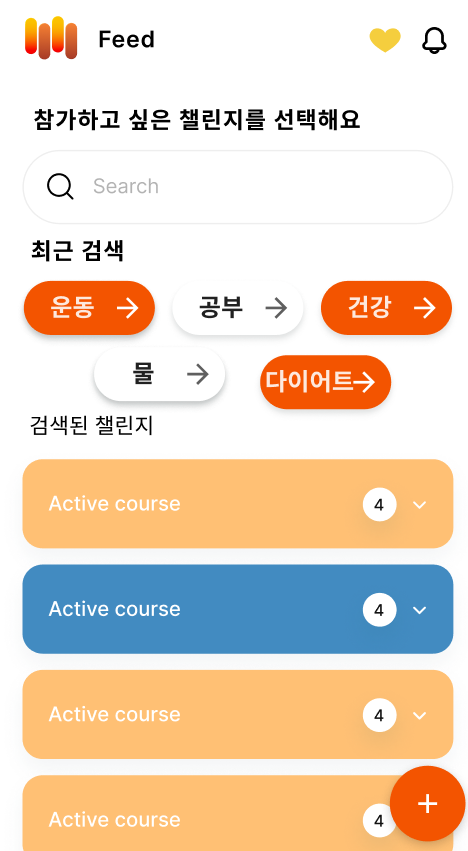 Feed
참가하고 싶은 챌린지를 선택해요
Search
최근 검색
운동 → 공부 → 건강 →
물 → 다이어트→
검색된 챌린지
Active course 4
Active course 4
Active course 4
Active course 4
+